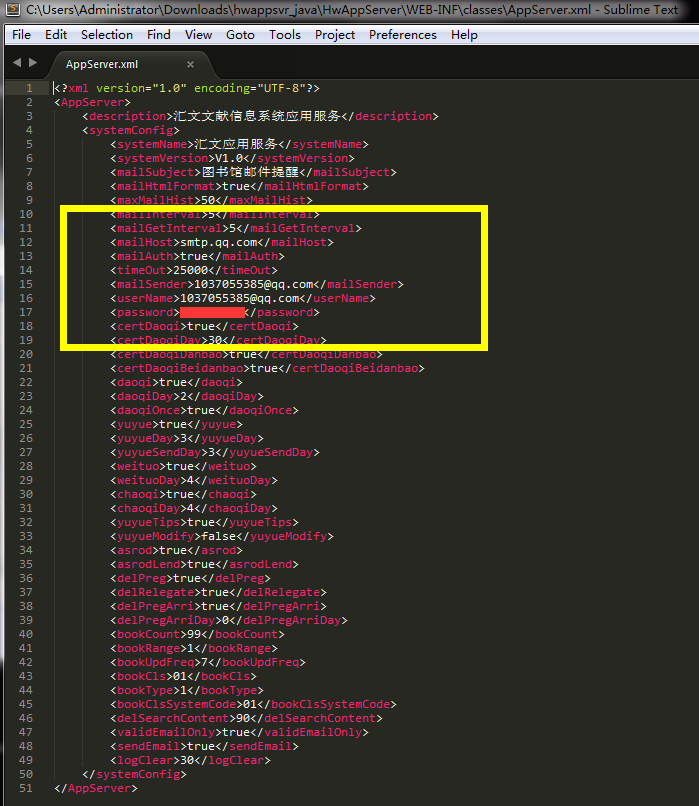 C:\Users\Administrator\Downloads\hwappsvr_java\HwAppServer\WEB-INF\classes\AppServer.xml - Sublime Text
File Edit Selection Find View Goto Tools Project Preferences Help
AppServer.xml ×
1 <?xml version="1.0" encoding="UTF-8"?>
2 <AppServer>
3 <description>汇文文献信息系统应用服务</description>
4 <systemConfig>
5 <systemName>汇文应用服务</systemName>
6 <systemVersion>V1.0</systemVersion>
7 <mailSubject>图书馆邮件提醒</mailSubject>
8 <mailHtmlFormat>true</mailHtmlFormat>
9 <maxMailHist>50</maxMailHist>
10 <mailInterval>5</mailInterval>
11 <mailGetInterval>5</mailGetInterval>
12 <mailHost>smtp.qq.com</mailHost>
13 <mailAuth>true</mailAuth>
14 <timeOut>25000</timeOut>
15 <mailSender>1037055385@qq.com</mailSender>
16 <userName>1037055385@qq.com</userName>
17 <password></password>
18 <certDaoqi>true</certDaoqi>
19 <certDaoqiDay>30</certDaoqiDay>
20 <certDaoqiDanbao>true</certDaoqiDanbao>
21 <certDaoqiBeidanbao>true</certDaoqiBeidanbao>
22 <daoqi>true</daoqi>
23 <daoqiDay>2</daoqiDay>
24 <daoqiOnce>true</daoqiOnce>
25 <yuyue>true</yuyue>
26 <yuyueDay>3</yuyueDay>
27 <yuyueSendDay>3</yuyueSendDay>
28 <weituo>true</weituo>
29 <weituoDay>4</weituoDay>
30 <chaoqi>true</chaoqi>
31 <chaoqiDay>4</chaoqiDay>
32 <yuyueTips>true</yuyueTips>
33 <yuyueModify>false</yuyueModify>
34 <asrod>true</asrod>
35 <asrodLend>true</asrodLend>
36 <delPreg>true</delPreg>
37 <delRelegate>true</delRelegate>
38 <delPregArri>true</delPregArri>
39 <delPregArriDay>0</delPregArriDay>
40 <bookCount>99</bookCount>
41 <bookRange>1</bookRange>
42 <bookUpdFreq>7</bookUpdFreq>
43 <bookCls>01</bookCls>
44 <bookType>1</bookType>
45 <bookClsSystemCode>01</bookClsSystemCode>
46 <delSearchContent>90</delSearchContent>
47 <validEmailOnly>true</validEmailOnly>
48 <sendEmail>true</sendEmail>
49 <logClear>30</logClear>
50 </systemConfig>
51 </AppServer>